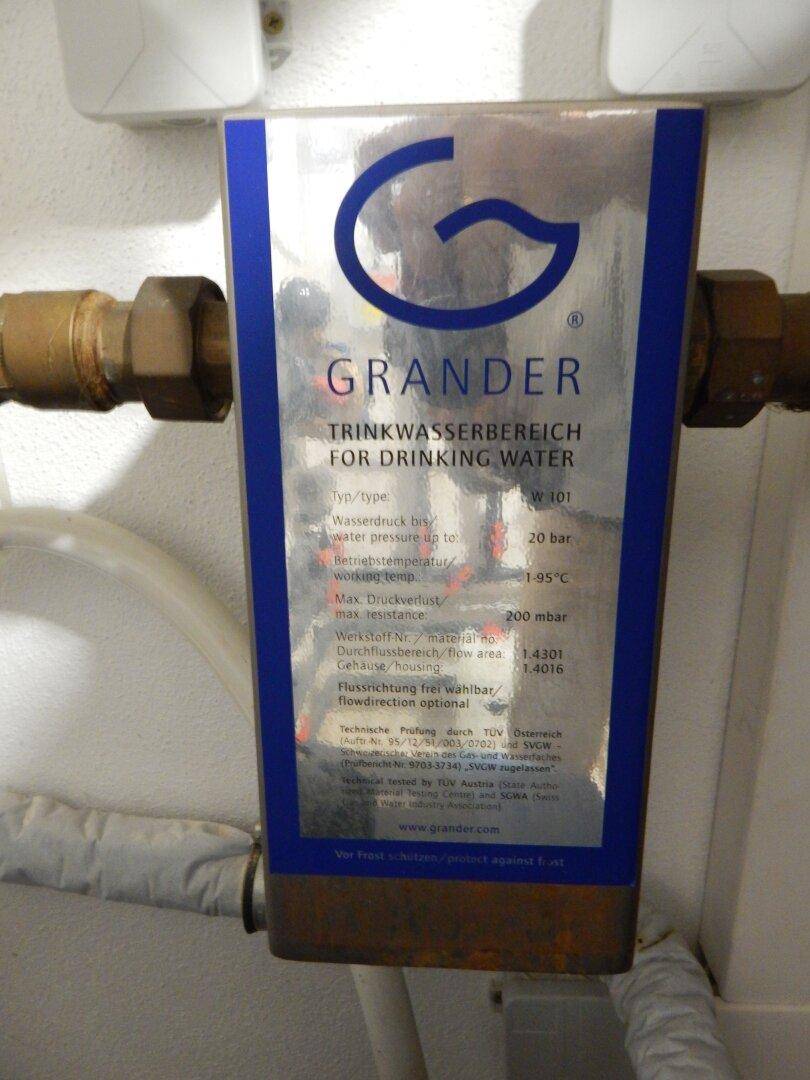 ®
GRANDER
TRINKWASSERBEREICH
FOR DRINKING WATER
Typ/type: W 101
Wasserdruck bis/
water pressure up to: 20 bar
Betriebstemperatur/
working temp.: 1-95°C
Max. Druckverlust/
max. resistance: 200 mbar
Werkstoff-Nr. / material no:
Durchflussbereich/flow area: 1.4301
Gehäuse/housing: 1.4016
Flussrichtung frei wählbar/
flowdirection optional
Technische Prüfung durch TÜV Österreich
(Auftr-Nr. 95/12/51/003/0702) und SVGW -
Schweizerischer Verein des Gas- und Wasserfaches
(Prüfbericht-Nr. 9703-3734) „SVGW zugelassen".
Technical tested by TÜV Austria (State Autho-
rized Material Testing Centre) and SGWA (Swiss
Gas and Water Industry Association)
www.grander.com
Vor Frost schützen/protect against frost